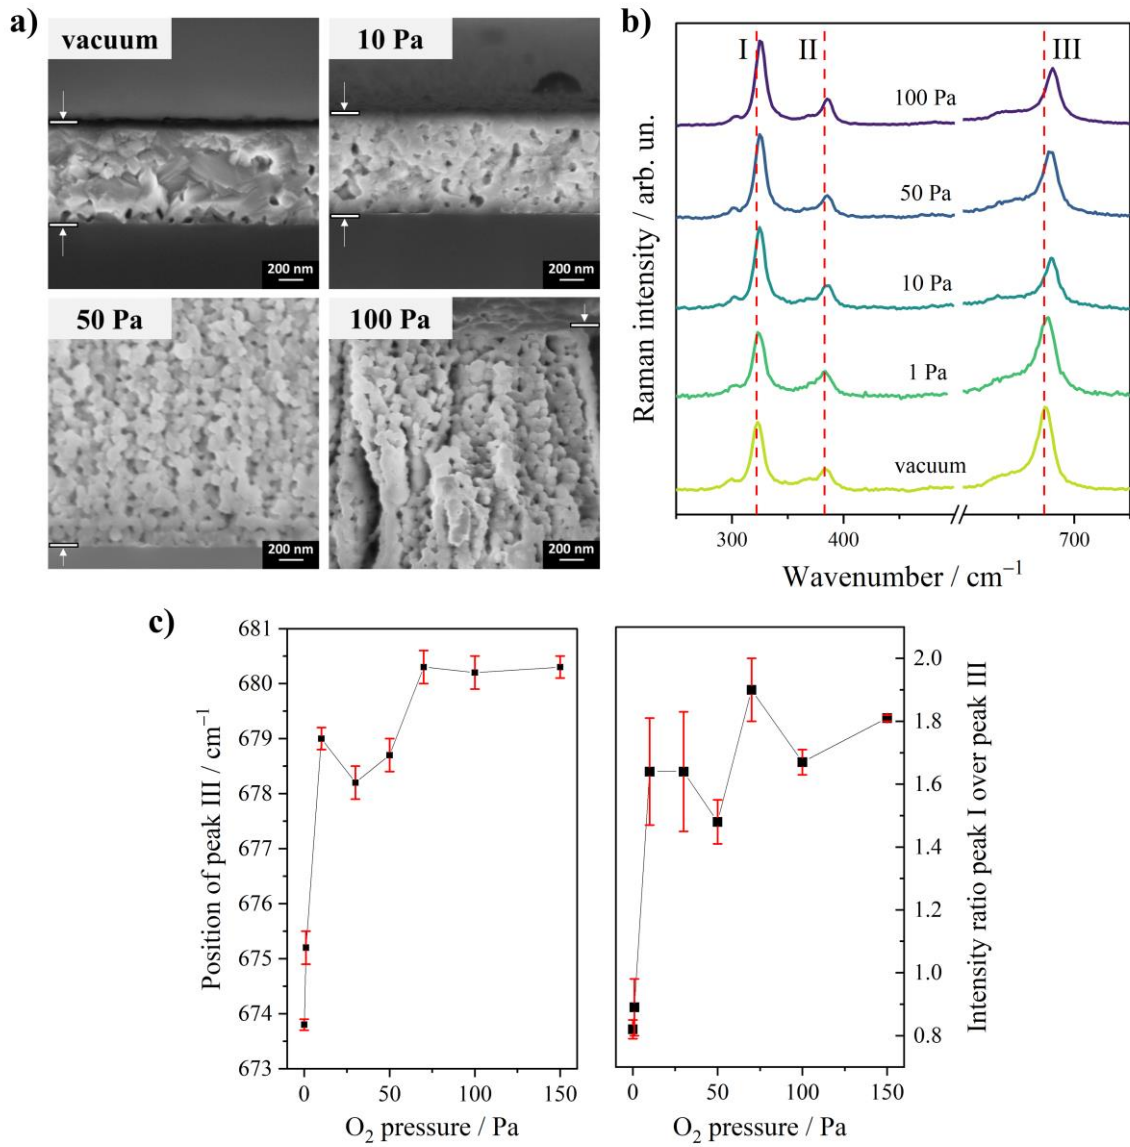 a)
vacuum
200 nm
10 Pa
200 nm
50 Pa
200 nm
100 Pa
200 nm
b)
I
II
III
100 Pa
50 Pa
10 Pa
1 Pa
vacuum
Raman intensity / arb. un.
300
400
700
Wavenumber / cm⁻¹
c)
681
680
679
678
677
676
675
674
673
Position of peak III / cm⁻¹
0
50
100
150
O₂ pressure / Pa
2.0
1.8
1.6
1.4
1.2
1.0
0.8
Intensity ratio peak I over peak III
0
50
100
150
O₂ pressure / Pa